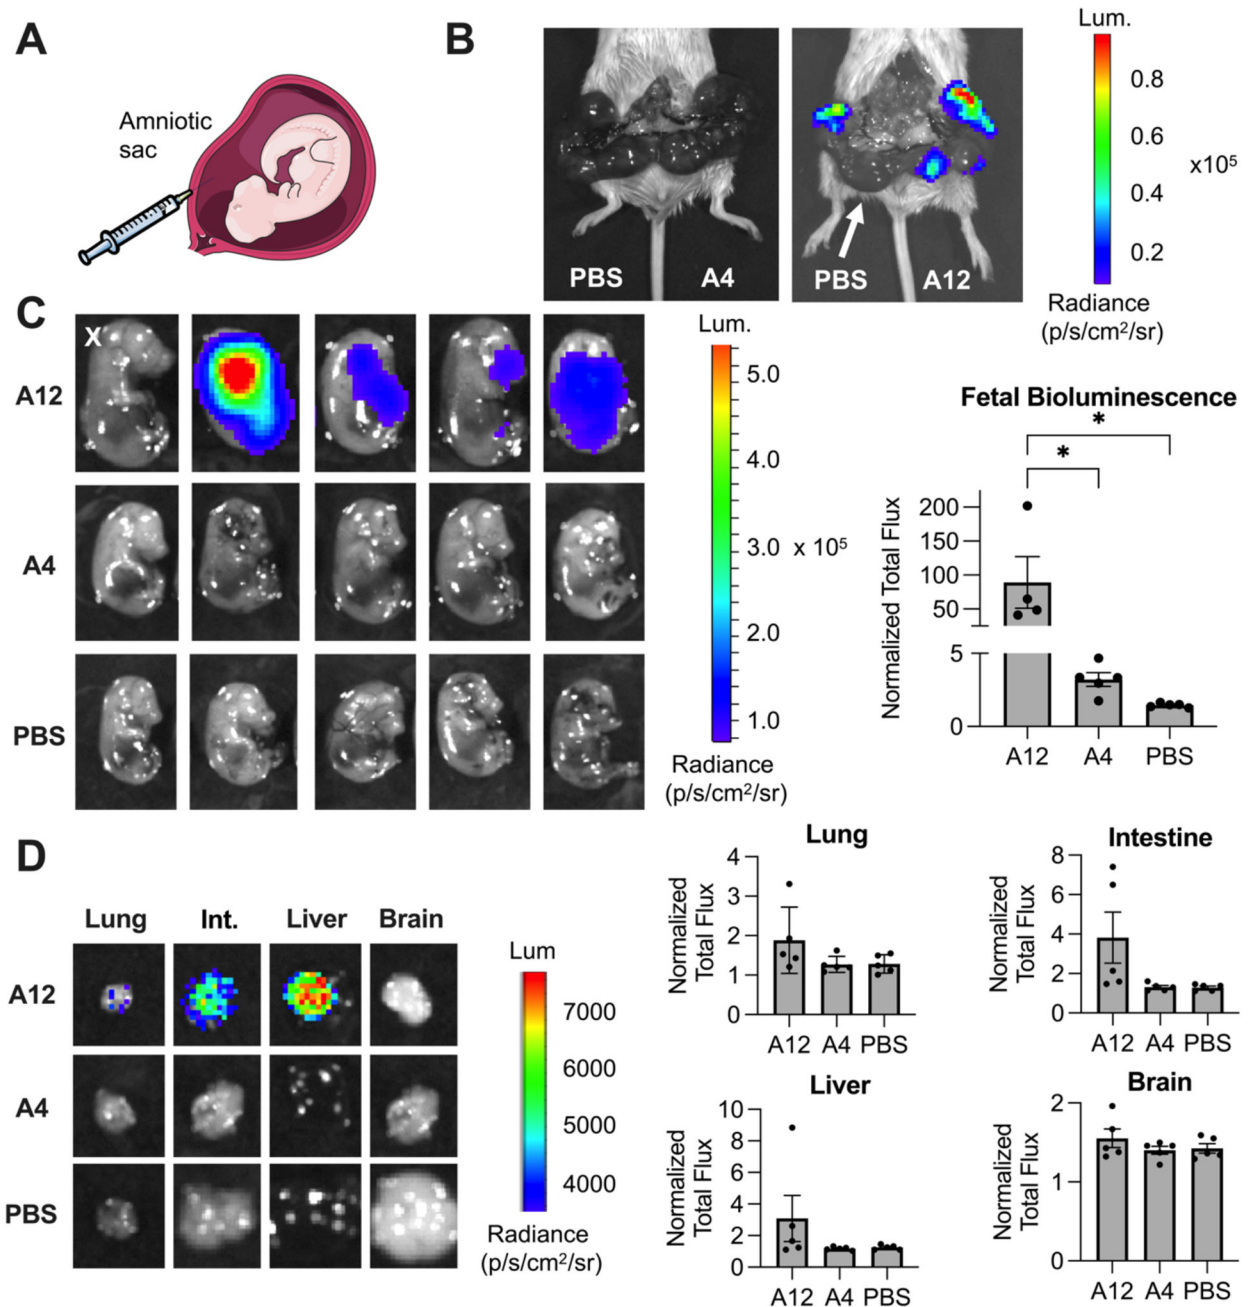 A
Amniotic
sac
B
PBS
A4
PBS
A12
Lum.
0.8
0.6
0.4
0.2
x10⁵
Radiance
(p/s/cm²/sr)
C
X
A12
A4
PBS
Lum.
5.0
4.0
3.0
2.0
1.0
x 10⁵
Radiance
(p/s/cm²/sr)
Fetal Bioluminescence
*
*
Normalized Total Flux
200
150
100
50
5
0
A12
A4
PBS
D
Lung
Int.
Liver
Brain
A12
A4
PBS
Lum
7000
6000
5000
4000
Radiance
(p/s/cm²/sr)
Lung
Normalized
Total Flux
4
3
2
1
0
A12
A4
PBS
Intestine
Normalized
Total Flux
8
6
4
2
0
A12
A4
PBS
Liver
Normalized
Total Flux
10
8
6
4
2
0
A12
A4
PBS
Brain
Normalized
Total Flux
2
1
0
A12
A4
PBS